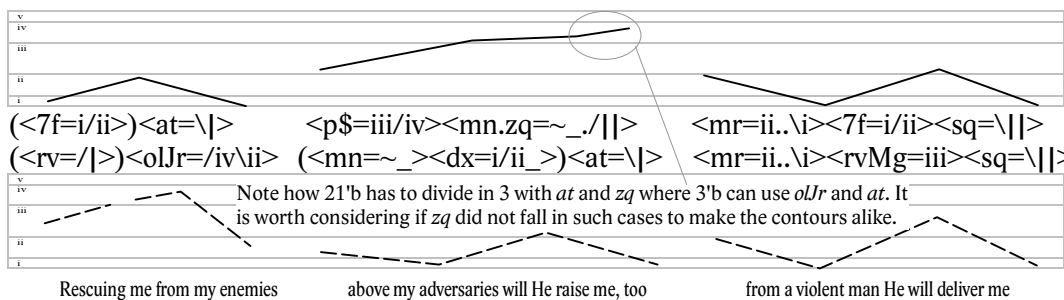 v
iv
iii
ii
i
(<7f=i/ii>)<at=\|> <p$=iii/iv><mn.zq=~_./||> <mr=ii..\i><7f=i/ii><sq=\||>
(<rv=/|>)<olJr=/iv\ii> (<mn=~_><dx=i/ii_>)<at=\|> <mr=ii..\i><rvMg=iii><sq=\||>
v
iv
iii
ii
i
Note how 21'b has to divide in 3 with at and zq where 3'b can use olJr and at. It
is worth considering if zq did not fall in such cases to make the contours alike.
Rescuing me from my enemies above my adversaries will He raise me, too from a violent man He will deliver me